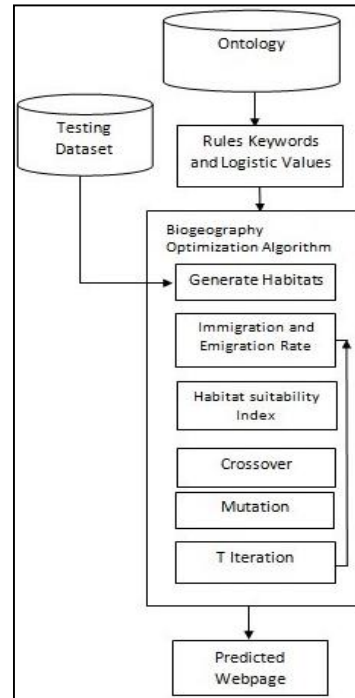 Ontology
Testing
Dataset
Rules Keywords
and Logistic Values
Biogeography
Optimization Algorithm
Generate Habitats
Immigration and
Emigration Rate
Habitat suitability
Index
Crossover
Mutation
T Iteration
Predicted
Webpage